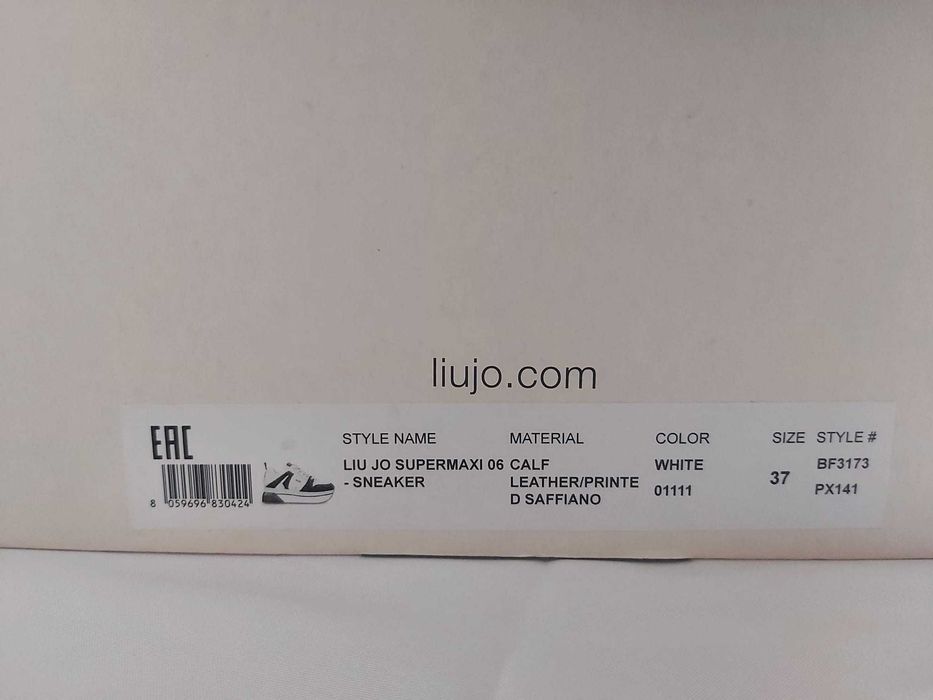 liujo.com
EAC
8 059696 830424
STYLE NAME
LIU JO SUPERMAXI 06
- SNEAKER
MATERIAL
CALF
LEATHER/PRINTE
D SAFFIANO
COLOR
WHITE
01111
SIZE
37
STYLE #
BF3173
PX141